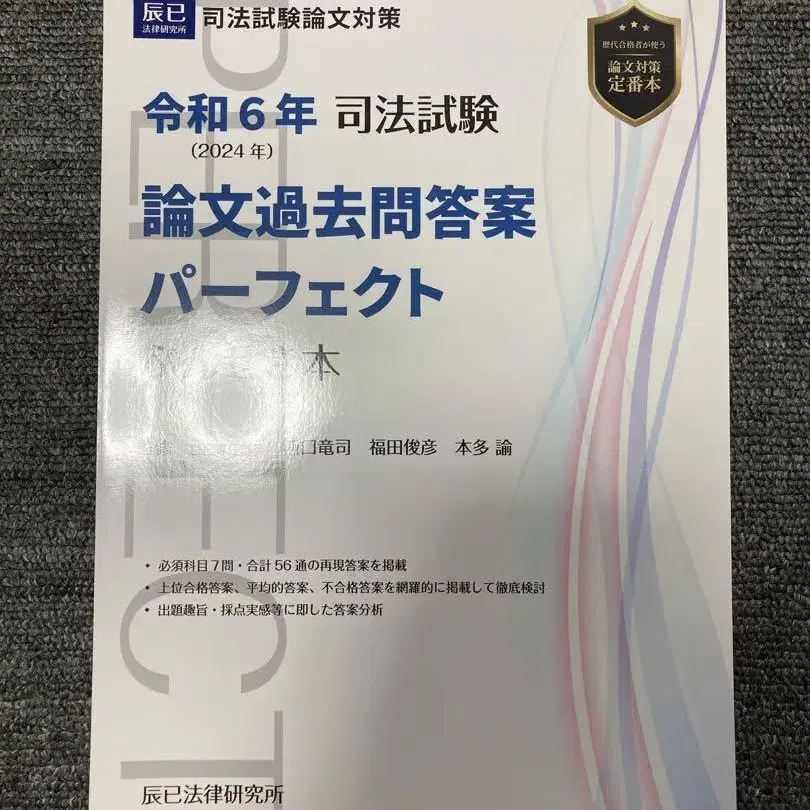 辰已
法律研究所
司法試験論文対策
歴代合格者が使う
論文対策
定番本
令和6年 司法試験
(2024年)
論文過去問答案
パーフェクト
本
口竜司 福田俊彦 本多 諭
・ 必須科目7問・合計56通の再現答案を掲載
・ 上位合格答案、平均的答案、不合格答案を網羅的に掲載して徹底検討
・ 出題趣旨・採点実感等に即した答案分析
辰已法律研究所